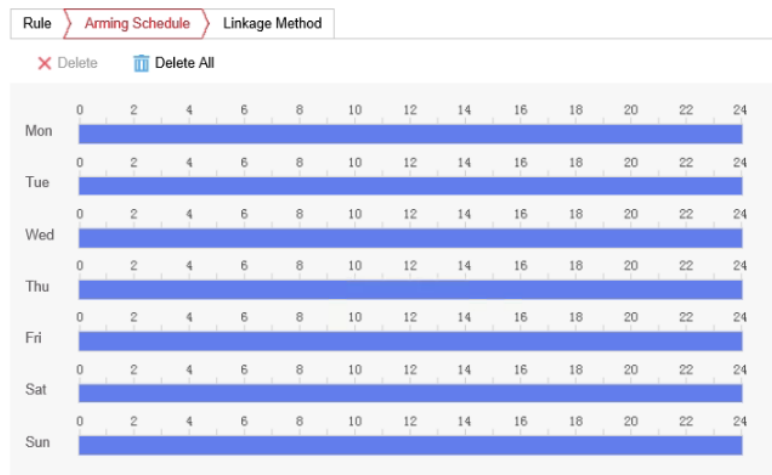 Rule Arming Schedule Linkage Method
Delete Delete All
0 2 4 6 8 10 12 14 16 18 20 22 24
Mon
0 2 4 6 8 10 12 14 16 18 20 22 24
Tue
0 2 4 6 8 10 12 14 16 18 20 22 24
Wed
0 2 4 6 8 10 12 14 16 18 20 22 24
Thu
0 2 4 6 8 10 12 14 16 18 20 22 24
Fri
0 2 4 6 8 10 12 14 16 18 20 22 24
Sat
0 2 4 6 8 10 12 14 16 18 20 22 24
Sun